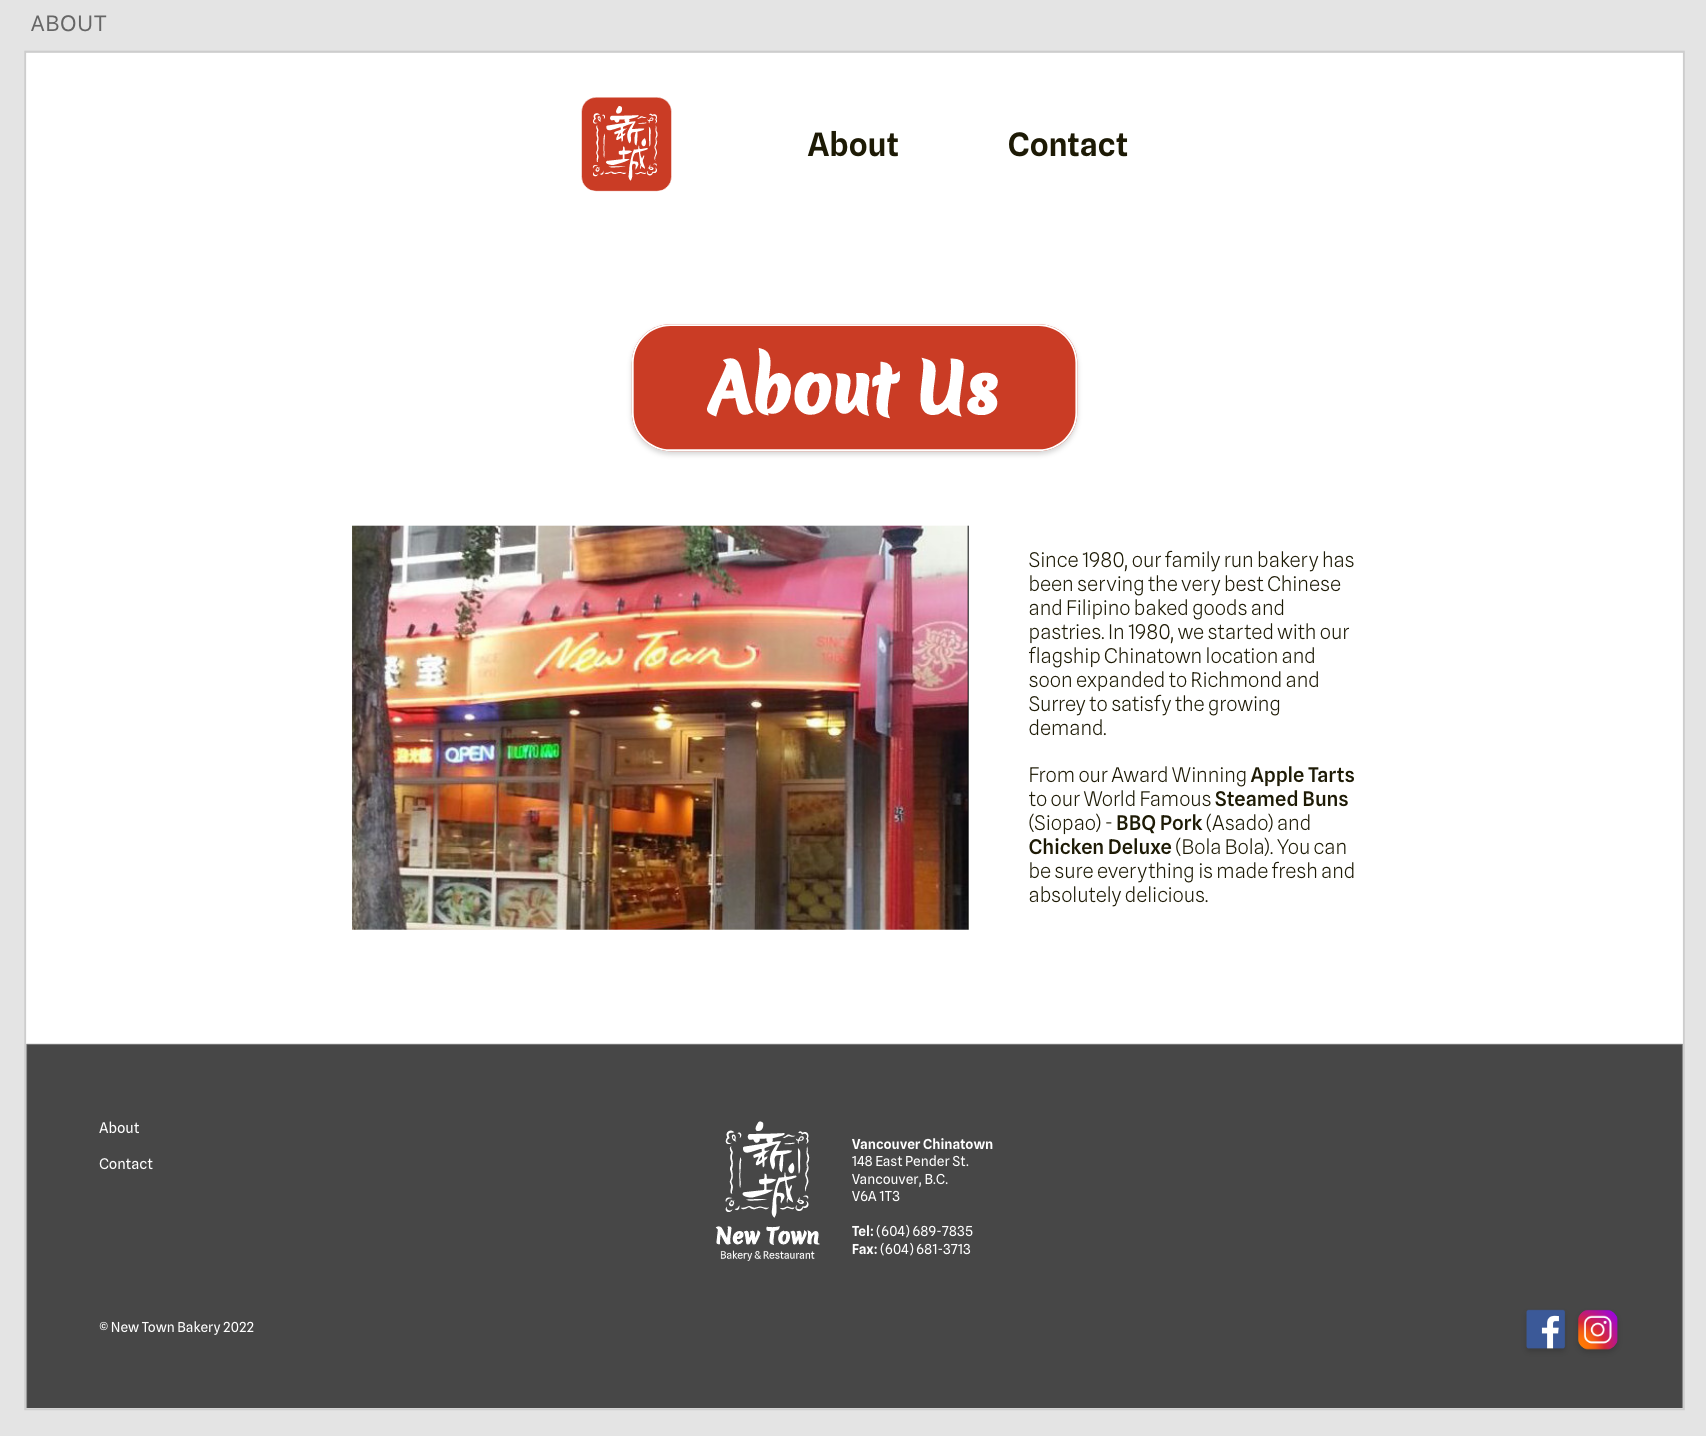 ABOUT
新
城
About
Contact
About Us
New Town
SINCE
室
OPEN
Since 1980, our family run bakery has
been serving the very best Chinese
and Filipino baked goods and
pastries. In 1980, we started with our
flagship Chinatown location and
soon expanded to Richmond and
Surrey to satisfy the growing
demand.
From our Award Winning Apple Tarts
to our World Famous Steamed Buns
(Siopao) - BBQ Pork (Asado) and
Chicken Deluxe (Bola Bola). You can
be sure everything is made fresh and
absolutely delicious.
About
Contact
新
城
New Town
Bakery & Restaurant
Vancouver Chinatown
148 East Pender St.
Vancouver, B.C.
V6A 1T3
Tel: (604) 689-7835
Fax: (604) 681-3713
© New Town Bakery 2022